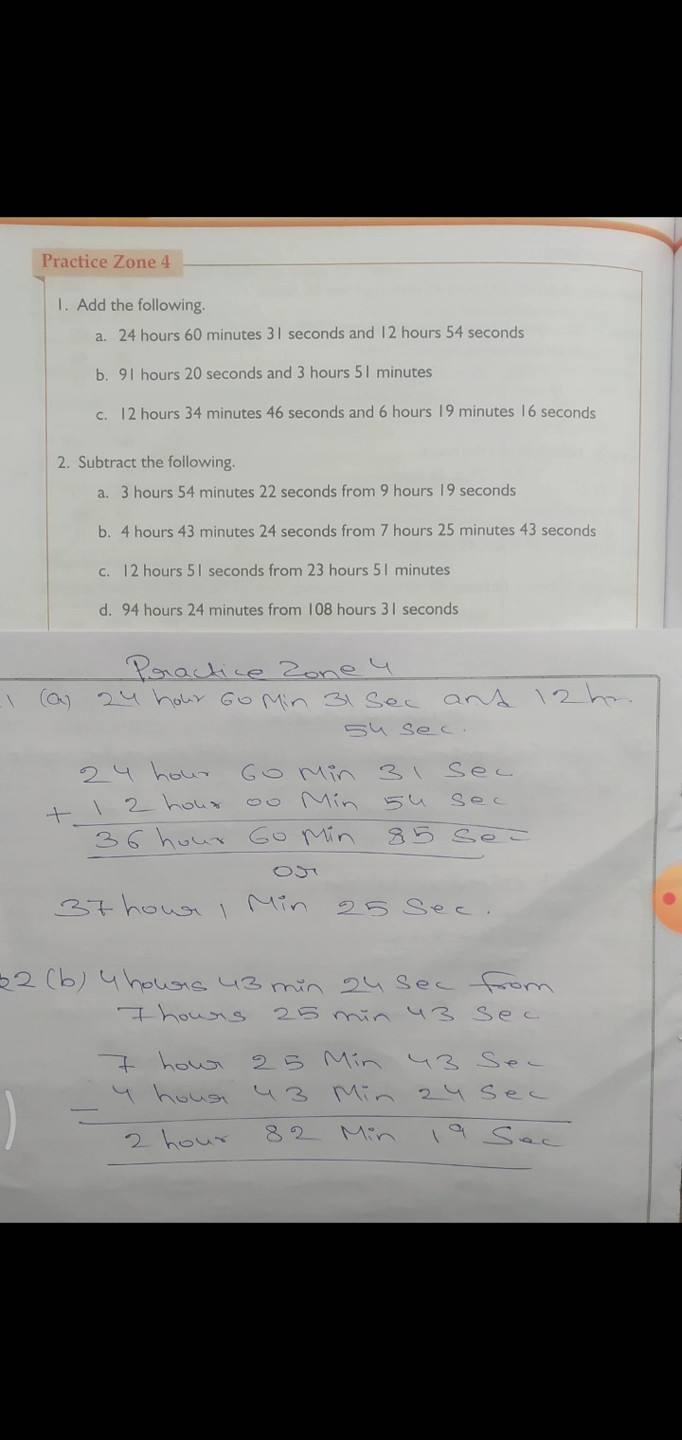 Practice Zone 4
1. Add the following.
a. 24 hours 60 minutes 31 seconds and 12 hours 54 seconds
b. 91 hours 20 seconds and 3 hours 51 minutes
c. 12 hours 34 minutes 46 seconds and 6 hours 19 minutes 16 seconds
2. Subtract the following.
a. 3 hours 54 minutes 22 seconds from 9 hours 19 seconds
b. 4 hours 43 minutes 24 seconds from 7 hours 25 minutes 43 seconds
c. 12 hours 51 seconds from 23 hours 51 minutes
d. 94 hours 24 minutes from 108 hours 31 seconds
Practice Zone 4
1 (a) 24 hour 60 Min 31 Sec and 12 hr.
54 Sec.
24 hour 60 Min 31 Sec
+ 12 hour 00 Min 54 Sec
36 hour 60 Min 85 Sec
or
37 hour 1 Min 25 Sec.
2 (b) 4 hours 43 min 24 Sec from
7 hours 25 min 43 Sec
7 hour 25 Min 43 Sec
- 4 hour 43 Min 24 Sec
2 hour 82 Min 19 Sec